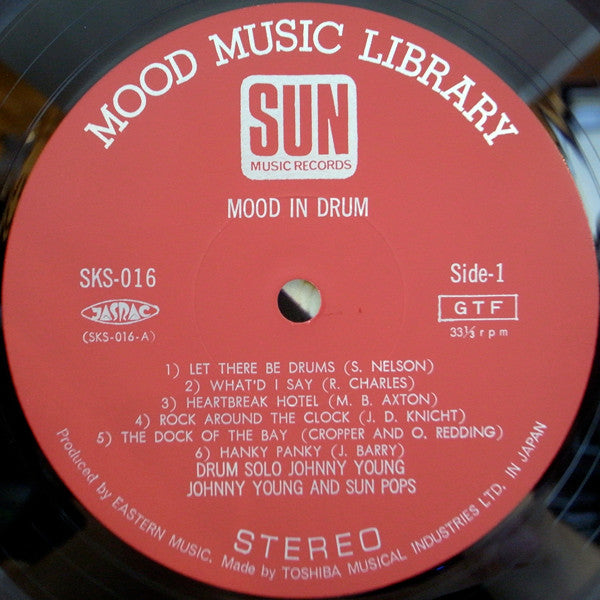 MOOD MUSIC LIBRARY
SUN
MUSIC RECORDS
MOOD IN DRUM
SKS-016
Side-1
JASRAC
GTF
(SKS-016-A)
33⅓ rpm
1) LET THERE BE DRUMS (S. NELSON)
2) WHAT'D I SAY (R. CHARLES)
3) HEARTBREAK HOTEL (M. B. AXTON)
4) ROCK AROUND THE CLOCK (J. D. KNICHT)
5) THE DOCK OF THE BAY (CROPPER AND O. REDDING)
6) HANKY PANKY (J. BARRY)
DRUM SOLO JOHNNY YOUNG
JOHNNY YOUNG AND SUN POPS
STEREO
Produced by EASTERN MUSIC. Made by TOSHIBA MUSICAL INDUSTRIES LTD. IN JAPAN